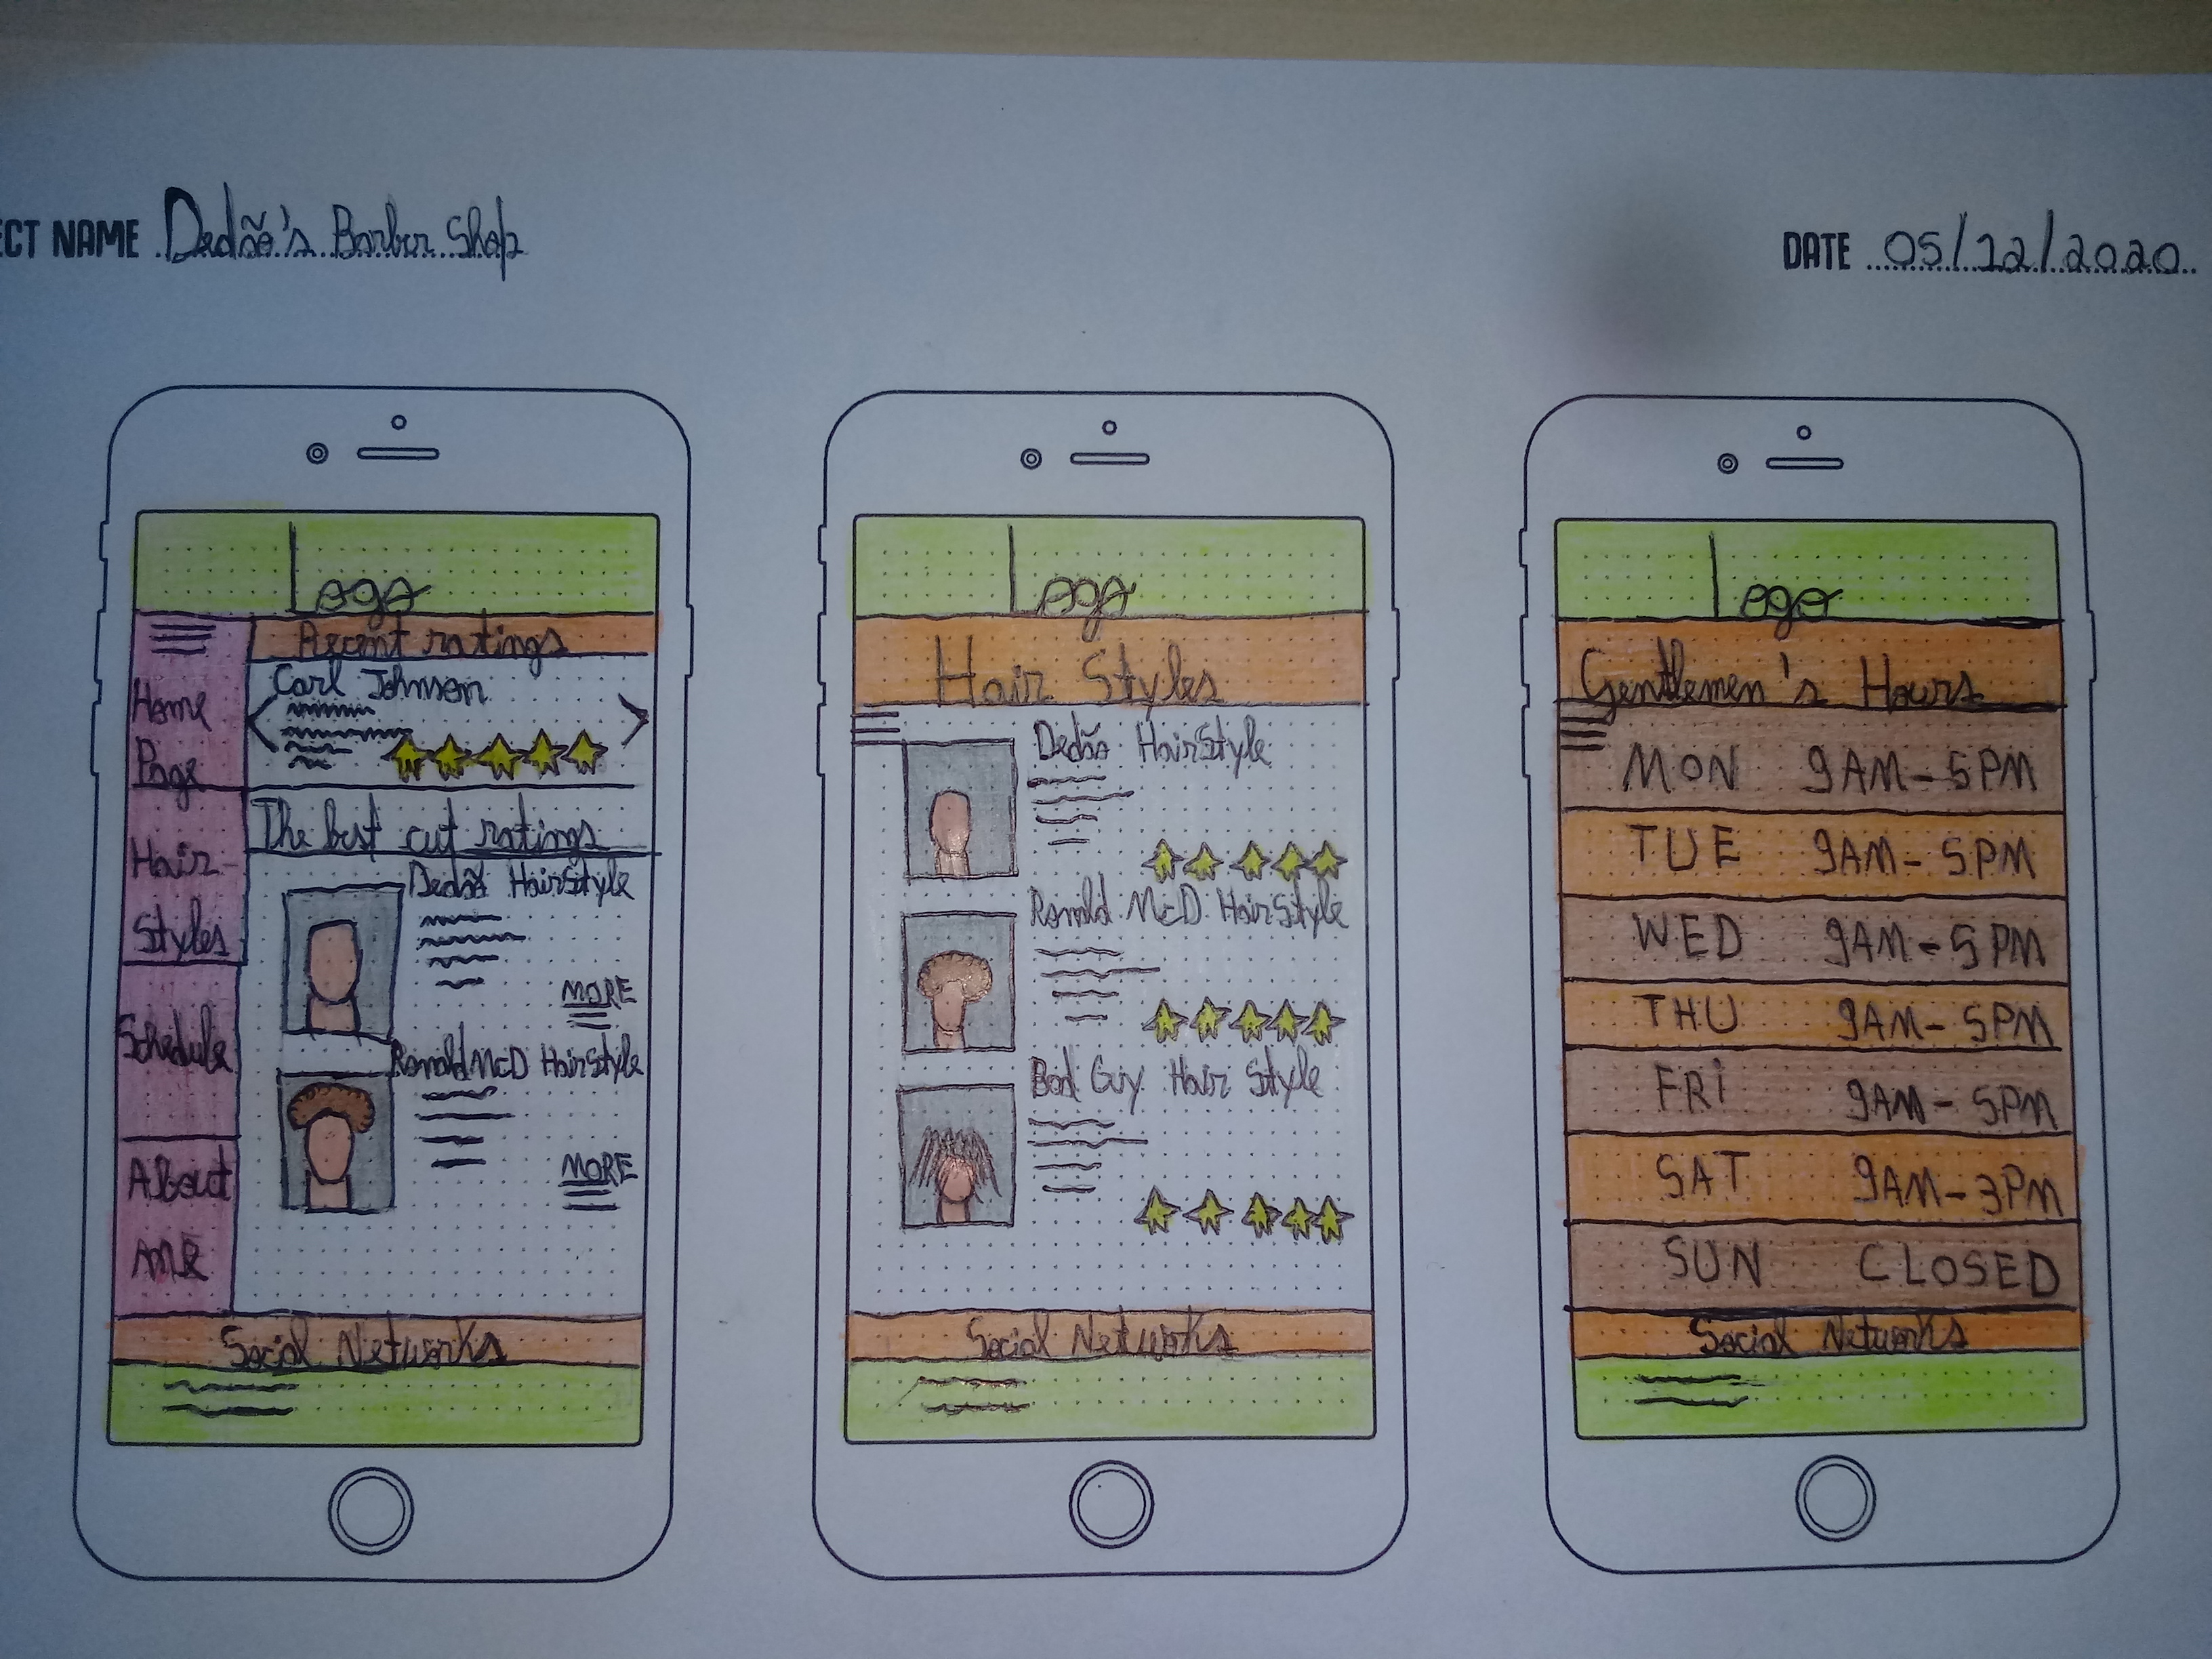 ECT NAME Dedão's Barber Shop
DATE 05/12/2020
Logo
Recent ratings
Carl Johnson
Home
Page
Hair
Styles
Schedule
About
me
The best cut ratings
Dedão HairStyle
MORE
Ronald McD HairStyle
MORE
Social Networks
Logo
Hair Styles
Dedão HairStyle
Ronald McD HairStyle
Bad Guy Hair Style
Social Networks
Logo
Gentlemen's Hours
MON 9AM-5PM
TUE 9AM-5PM
WED 9AM-5PM
THU 9AM-5PM
FRI 9AM-5PM
SAT 9AM-3PM
SUN CLOSED
Social Networks